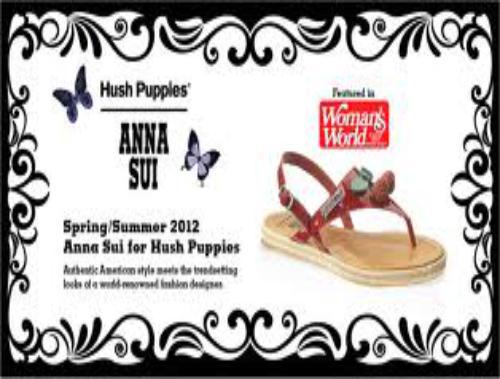 Hush Puppies®
ANNA
SUI
Spring/Summer 2012
Anna Sui for Hush Puppies
Authentic American style meets the trendsetting
looks of a world-renowned fashion designer.
Featured in
Woman's
World